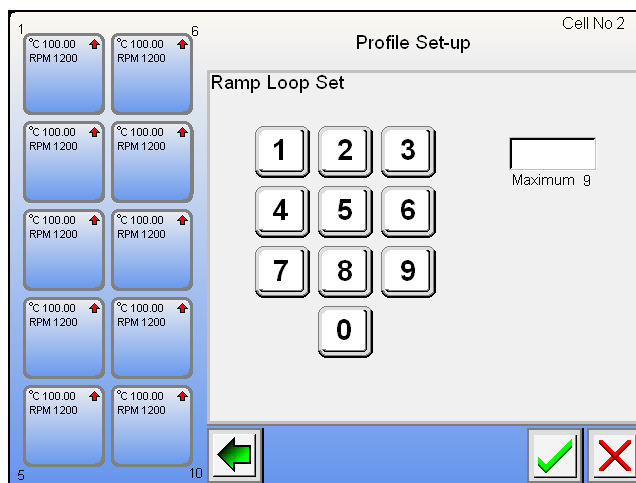 1
6
Cell No 2
Profile Set-up
°C 100.00
RPM 1200
°C 100.00
RPM 1200
°C 100.00
RPM 1200
°C 100.00
RPM 1200
°C 100.00
RPM 1200
°C 100.00
RPM 1200
°C 100.00
RPM 1200
°C 100.00
RPM 1200
°C 100.00
RPM 1200
°C 100.00
RPM 1200
5
10
Ramp Loop Set
1 2 3
4 5 6
7 8 9
0
Maximum 9